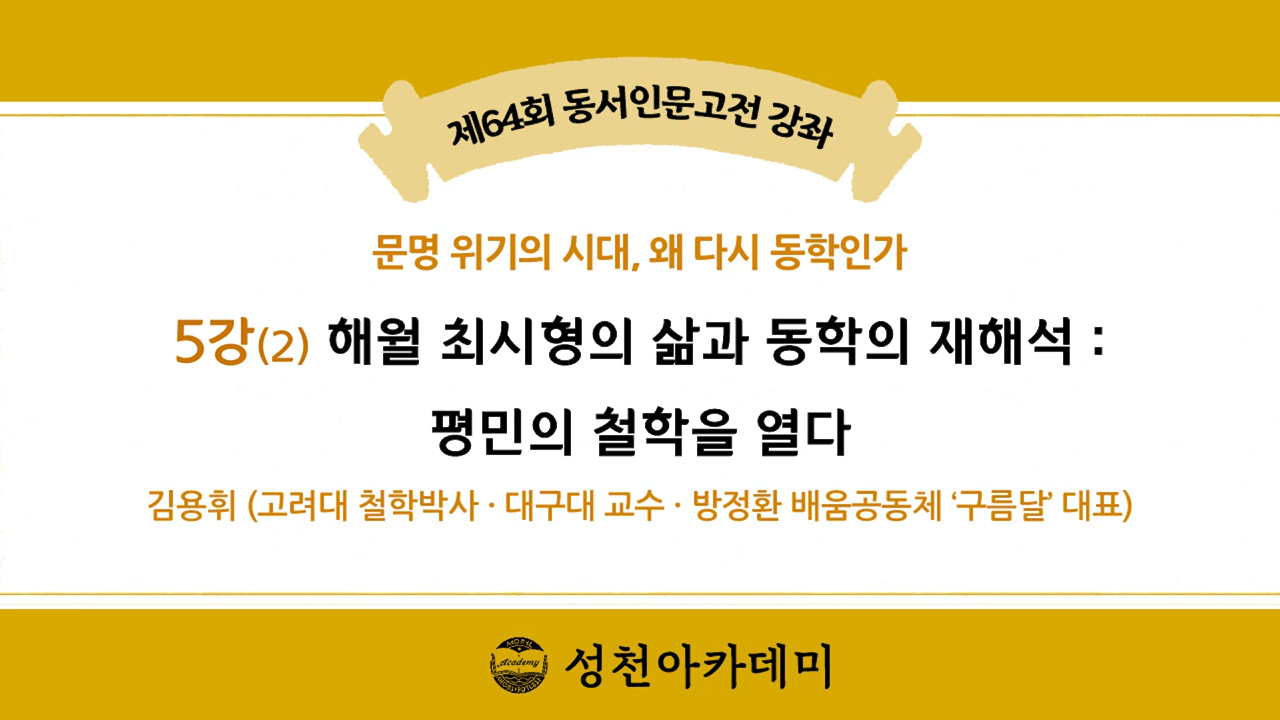 제64회 동서인문고전 강좌
문명 위기의 시대, 왜 다시 동학인가
5강(2) 해월 최시형의 삶과 동학의 재해석 :
평민의 철학을 열다
김용휘 (고려대 철학박사 · 대구대 교수 · 방정환 배움공동체 ‘구름달’ 대표)
Academy
성천아카데미